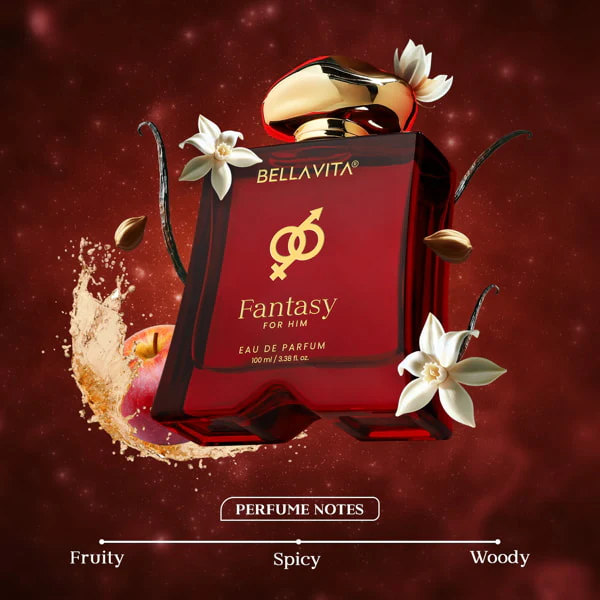 BELLAVITA®
Fantasy
FOR HIM
EAU DE PARFUM
100 ml / 3.38 fl. oz.
PERFUME NOTES
Fruity Spicy Woody